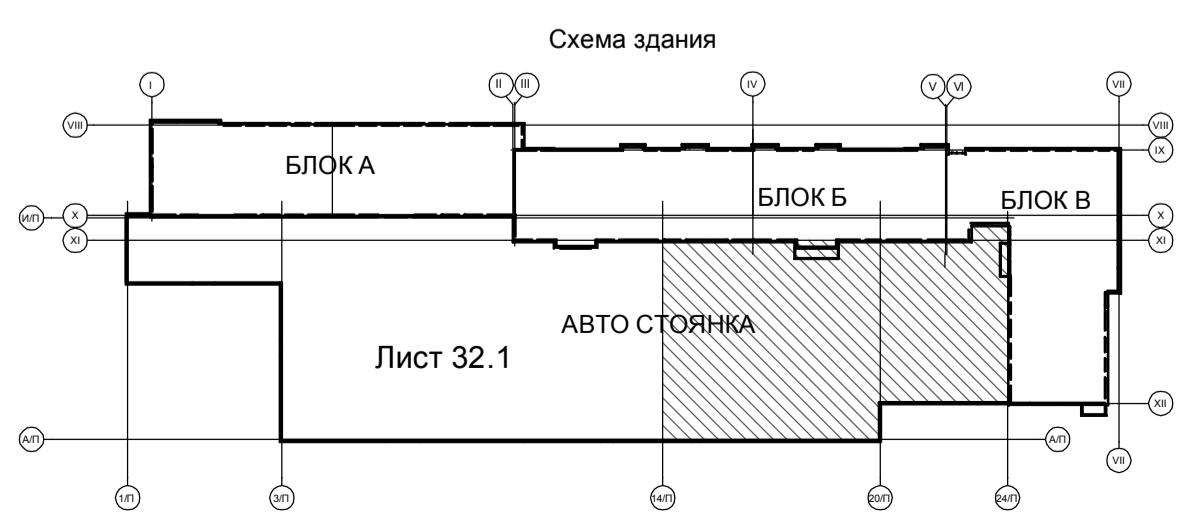 Схема здания
I II III IV V VI VII
VIII VIII
БЛОК А IX
БЛОК Б БЛОК В
И/П X X
XI XI
АВТО СТОЯНКА
Лист 32.1
XII
А/П А/П
VII
1/П 3/П 14/П 20/П 24/П